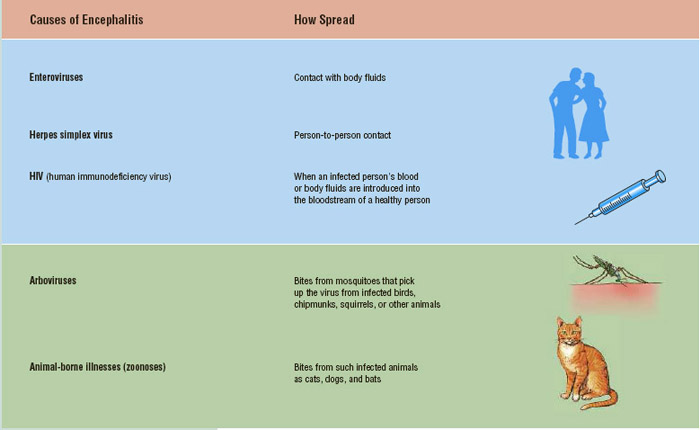 Causes of Encephalitis How Spread
Enteroviruses Contact with body fluids
Herpes simplex virus Person-to-person contact
HIV (human immunodeficiency virus) When an infected person's blood
or body fluids are introduced into
the bloodstream of a healthy person
Arboviruses Bites from mosquitoes that pick
up the virus from infected birds,
chipmunks, squirrels, or other animals
Animal-borne illnesses (zoonoses) Bites from such infected animals
as cats, dogs, and bats